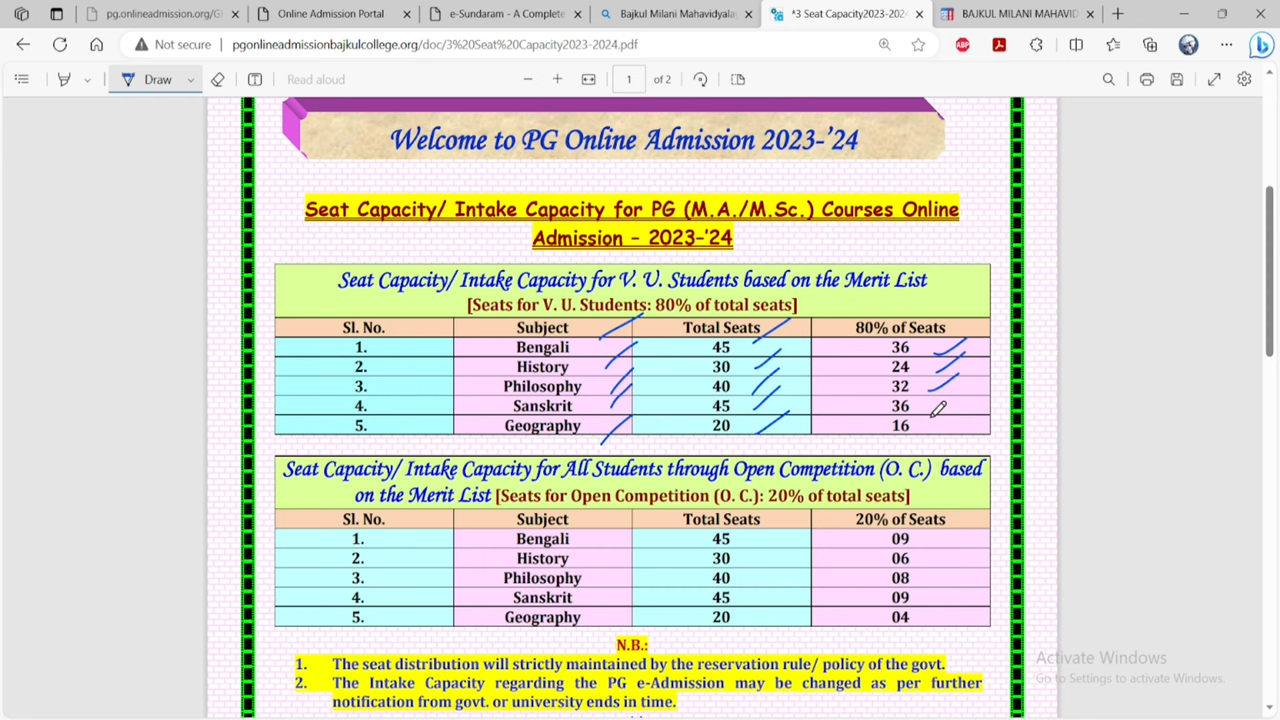 pg.onlineadmission.org/G
Online Admission Portal
e-Sundaram - A Complete
Bajkul Milani Mahavidyala
*3 Seat Capacity2023-202
BAJKUL MILANI MAHAVID
Not secure
pgonlineadmissionbajkulcollege.org/doc/3%20Seat%20Capacity2023-2024.pdf
ABP
Draw
Read aloud
1 of 2
Welcome to PG Online Admission 2023-'24
Seat Capacity/ Intake Capacity for PG (M.A./M.Sc.) Courses Online
Admission - 2023-'24
Seat Capacity/ Intake Capacity for V. U. Students based on the Merit List
[Seats for V. U. Students: 80% of total seats]
Sl. No. Subject Total Seats 80% of Seats
1. Bengali 45 36
2. History 30 24
3. Philosophy 40 32
4. Sanskrit 45 36
5. Geography 20 16
Seat Capacity/ Intake Capacity for All Students through Open Competition (O. C.) based
on the Merit List [Seats for Open Competition (O. C.): 20% of total seats]
Sl. No. Subject Total Seats 20% of Seats
1. Bengali 45 09
2. History 30 06
3. Philosophy 40 08
4. Sanskrit 45 09
5. Geography 20 04
N.B.:
1. The seat distribution will strictly maintained by the reservation rule/ policy of the govt.
2. The Intake Capacity regarding the PG e-Admission may be changed as per further
notification from govt. or university ends in time.
Activate Windows
Go to Settings to activate Windows.